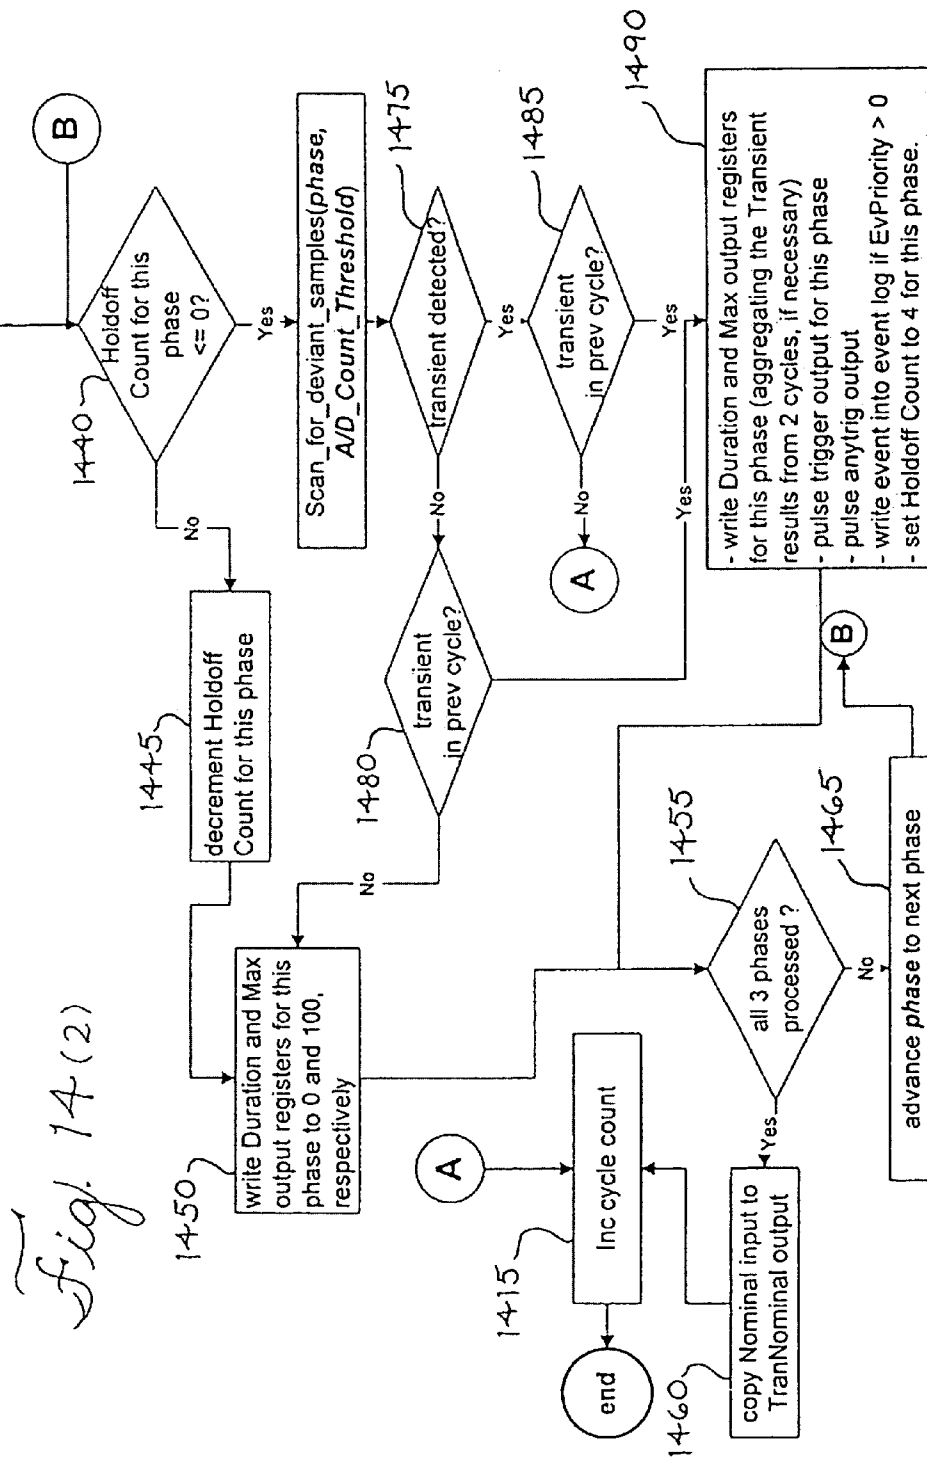 Fig. 14 (2)
B
1440
Holdoff
Count for this
phase
<= 0?
No
Yes
1445
decrement Holdoff
Count for this phase
Scan_for_deviant_samples(phase,
A/D_Count_Threshold)
1475
transient detected?
No
Yes
1480
transient
in prev cycle?
No
Yes
1485
transient
in prev cycle?
No
Yes
A
1450
write Duration and Max
output registers for this
phase to 0 and 100,
respectively
1490
- write Duration and Max output registers
for this phase (aggregating the Transient
results from 2 cycles, if necessary)
- pulse trigger output for this phase
- pulse anytrig output
- write event into event log if EvPriority > 0
- set Holdoff Count to 4 for this phase.
A
1415
Inc cycle count
end
1455
all 3 phases
processed ?
Yes
No
1460
copy Nominal input to
TranNominal output
1465
advance phase to next phase
B